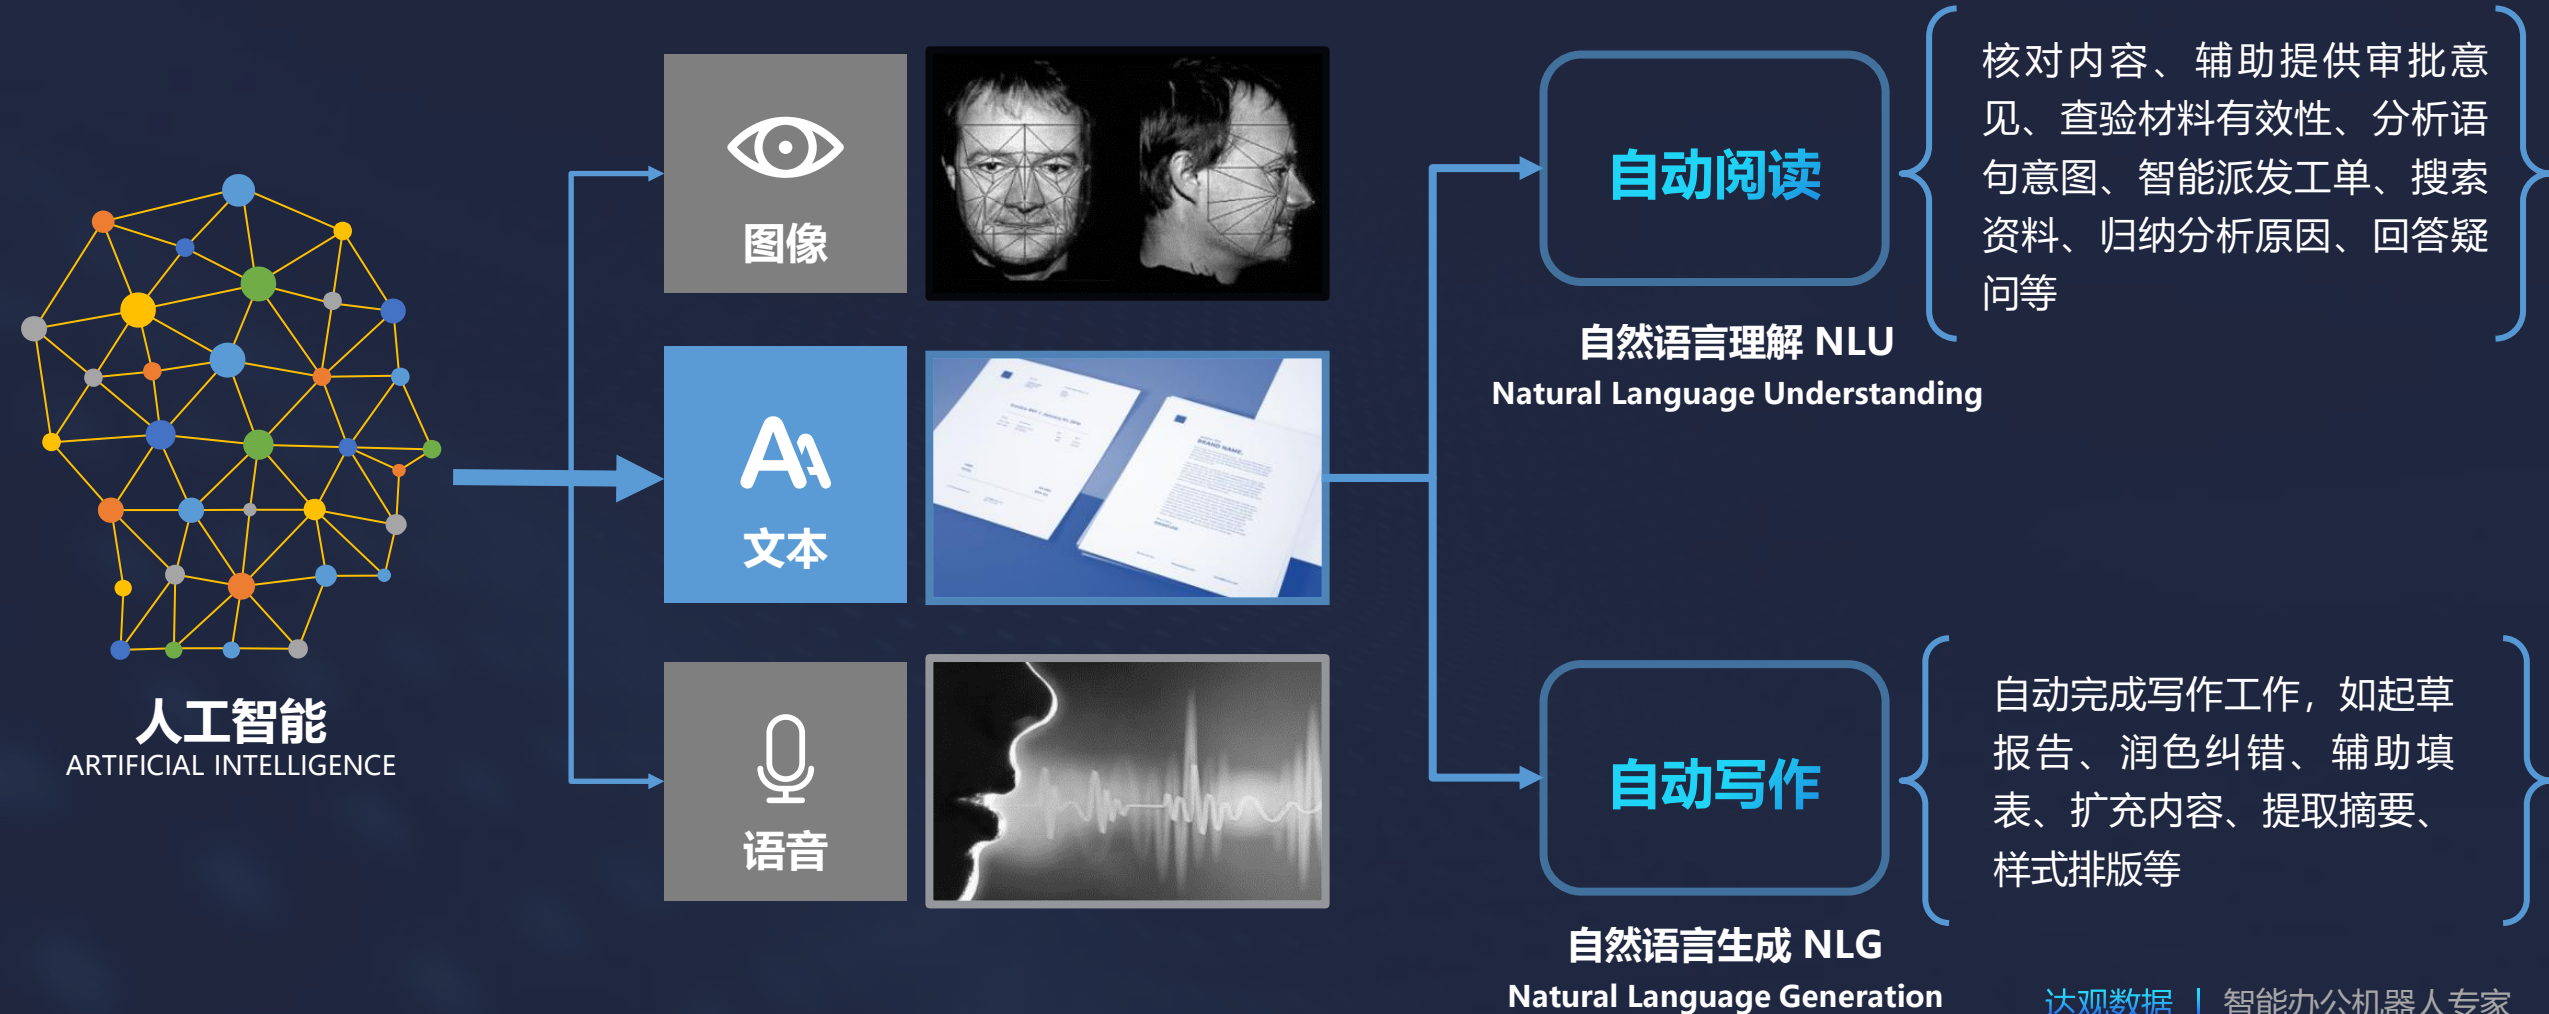 人工智能
ARTIFICIAL INTELLIGENCE
图像
文本
BRAND NAME.
语音
自动阅读
自然语言理解 NLU
Natural Language Understanding
核对内容、辅助提供审批意
见、查验材料有效性、分析语
句意图、智能派发工单、搜索
资料、归纳分析原因、回答疑
问等
自动写作
自然语言生成 NLG
Natural Language Generation
自动完成写作工作，如起草
报告、润色纠错、辅助填
表、扩充内容、提取摘要、
样式排版等
达观数据 | 智能办公机器人专家